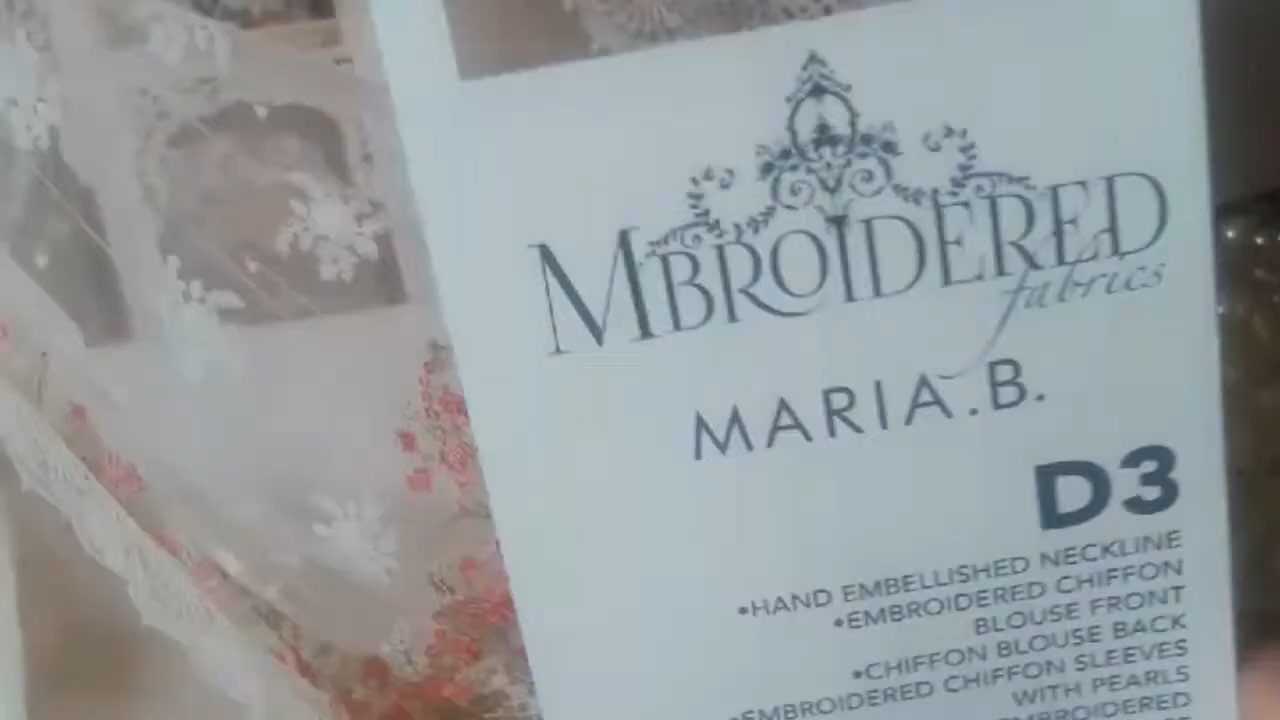 MBROIDERED
fabrics
MARIA.B.
D3
•HAND EMBELLISHED NECKLINE
•EMBROIDERED CHIFFON
BLOUSE FRONT
•CHIFFON BLOUSE BACK
•EMBROIDERED CHIFFON SLEEVES
WITH PEARLS
EMBROIDERED